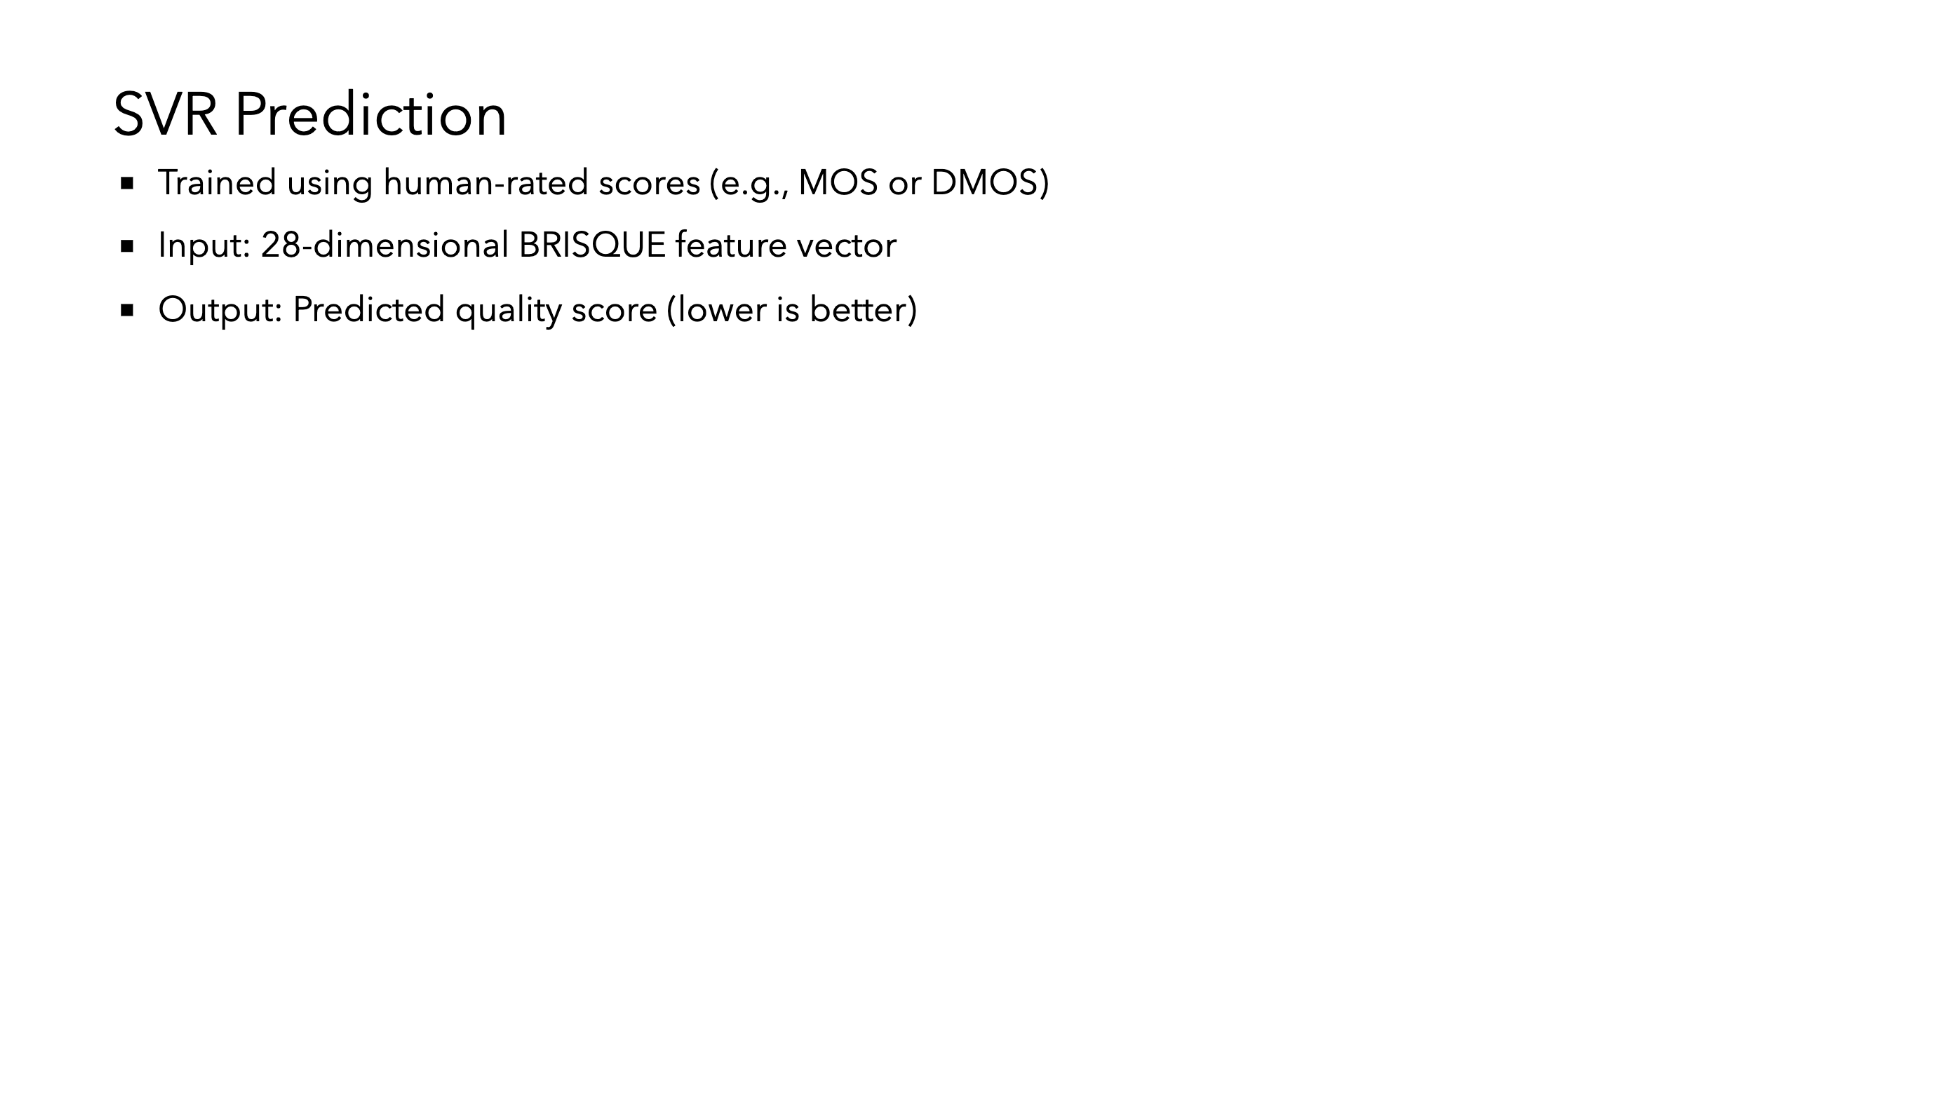 SVR Prediction
▪ Trained using human-rated scores (e.g., MOS or DMOS)
▪ Input: 28-dimensional BRISQUE feature vector
▪ Output: Predicted quality score (lower is better)